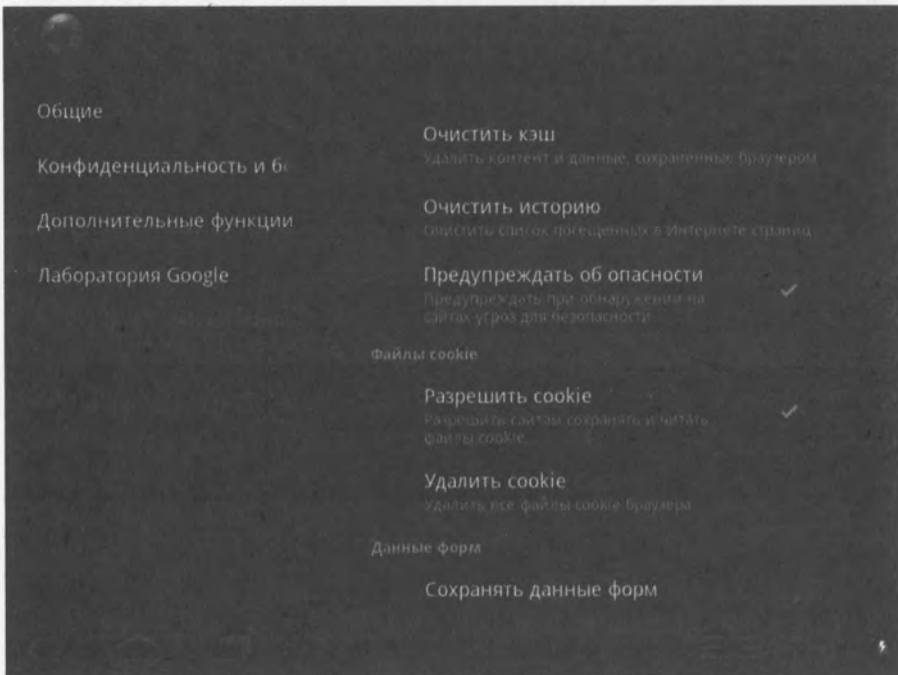 Общие
Конфиденциальность и б
Дополнительные функции
Лаборатория Google
Очистить кэш
Удалить контент и данные, сохраненные браузером
Очистить историю
Очистить список посещенных в Интернете страниц
Предупреждать об опасности
Предупреждать при обнаружении на
сайтах угроз для безопасности
Файлы cookie
Разрешить cookie
Разрешить сайтам сохранять и читать
файлы cookie
Удалить cookie
Удалить все файлы cookie браузера
Данные форм
Сохранять данные форм